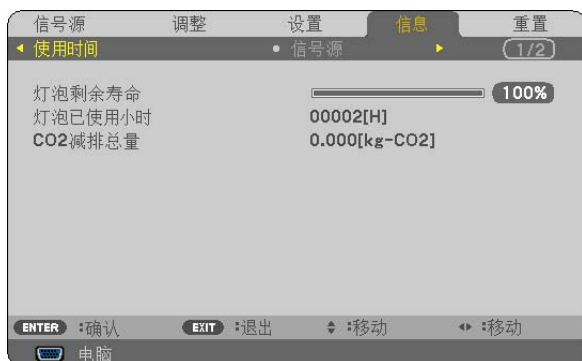 信号源 调整 设置 信息 重置
使用时间 信号源 (1/2)
灯泡剩余寿命 100%
灯泡已使用小时 00002[H]
CO2减排总量 0.000[kg-CO2]
ENTER :确认 EXIT :退出 :移动 :移动
电脑